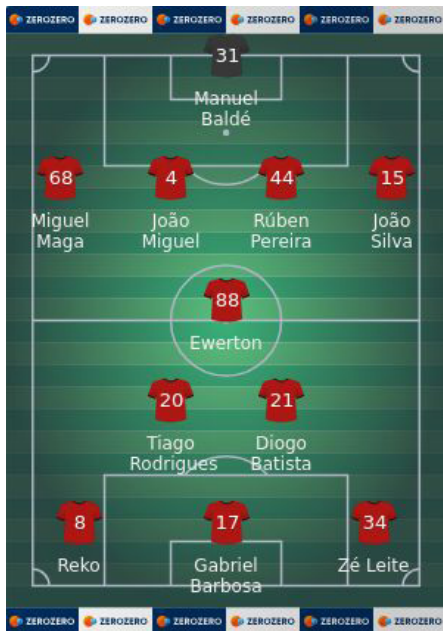 ZEROZERO ZEROZERO ZEROZERO ZEROZERO ZEROZERO ZEROZERO
31
Manuel
Baldé
68 4 44 15
Miguel João Rúben João
Maga Miguel Pereira Silva
88
Ewerton
20 21
Tiago Diogo
Rodrigues Batista
8 17 34
Reko Gabriel Zé Leite
Barbosa
ZEROZERO ZEROZERO ZEROZERO ZEROZERO ZEROZERO ZEROZERO